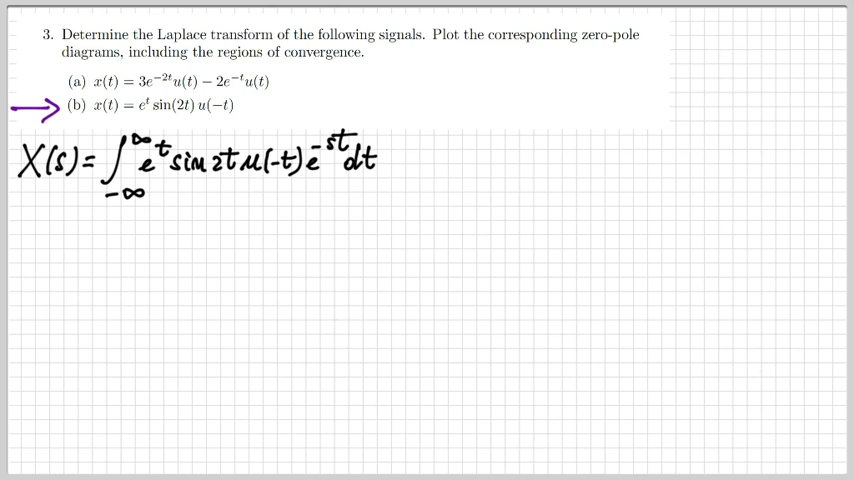 3. Determine the Laplace transform of the following signals. Plot the corresponding zero-pole
diagrams, including the regions of convergence.
(a) x(t) = 3e^{-2t}u(t) − 2e^{-t}u(t)
(b) x(t) = e^{t} sin(2t) u(−t)
X(s) = ∫_{-∞}^{∞} e^{t} sin 2t u(-t) e^{-st} dt